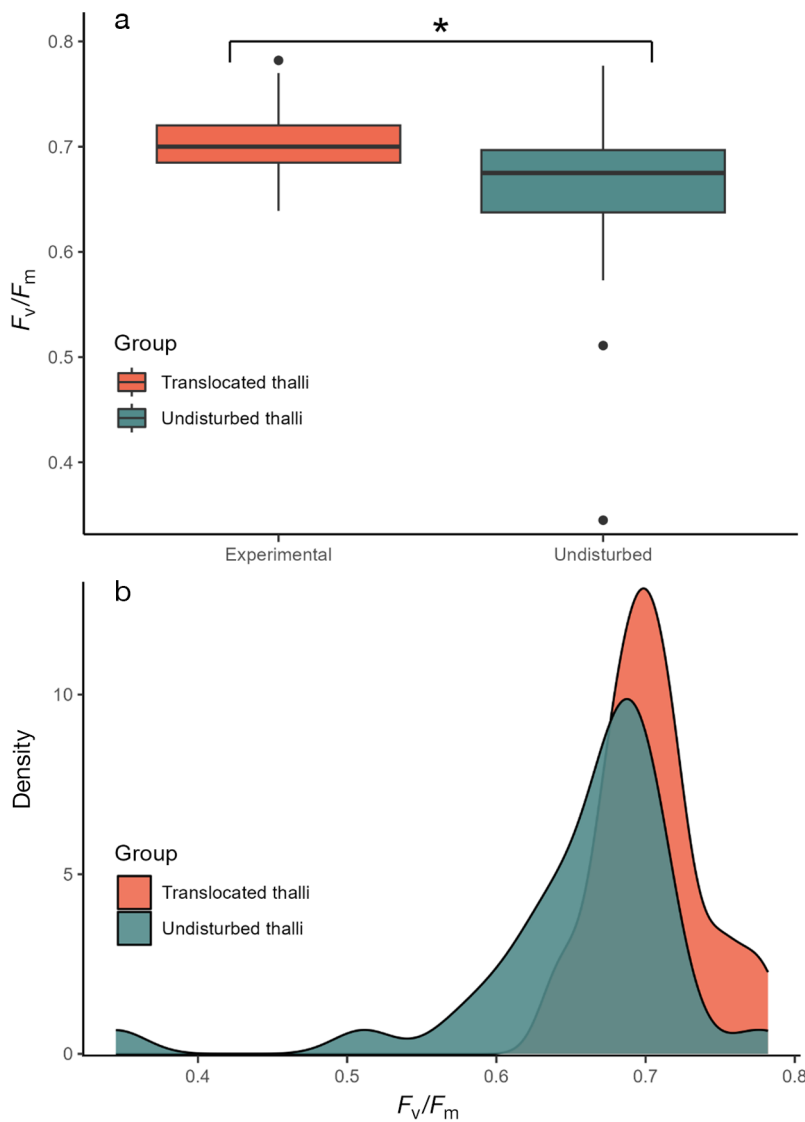 a
*
0.8
0.7
0.6
0.5
0.4
Fv/Fm
Group
Translocated thalli
Undisturbed thalli
Experimental Undisturbed
b
10
5
0
Density
Group
Translocated thalli
Undisturbed thalli
0.4 0.5 0.6 0.7 0.8
Fv/Fm